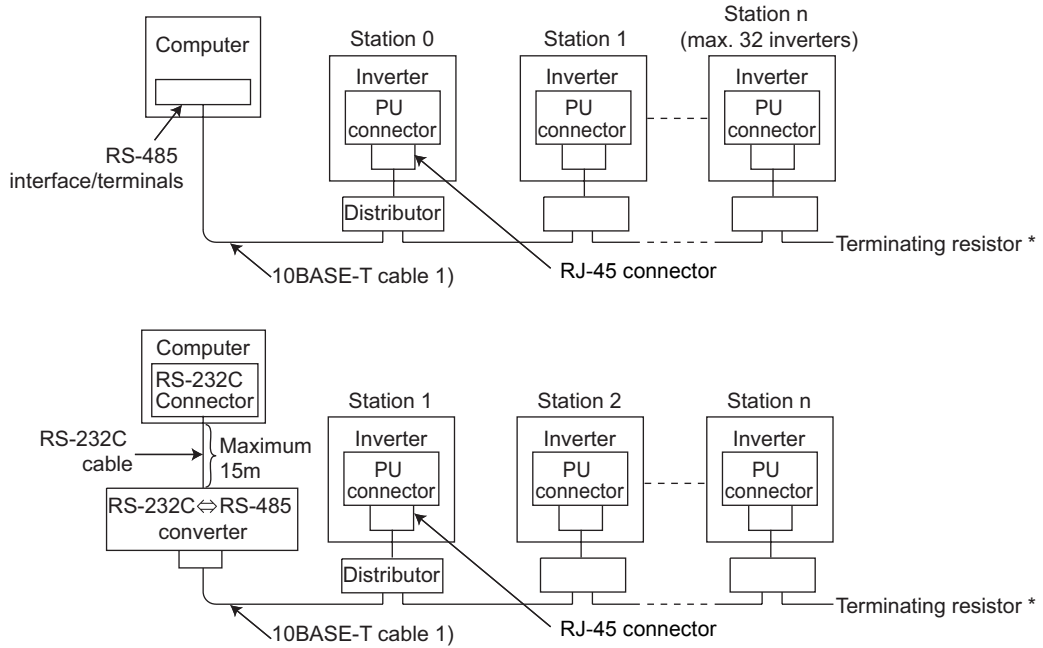 Computer
RS-485
interface/terminals
Station 0
Inverter
PU
connector
Distributor
Station 1
Inverter
PU
connector
Station n
(max. 32 inverters)
Inverter
PU
connector
Terminating resistor *
10BASE-T cable 1)
RJ-45 connector
Computer
RS-232C
Connector
RS-232C
cable
Maximum
15m
RS-232C⇔RS-485
converter
Station 1
Inverter
PU
connector
Distributor
Station 2
Inverter
PU
connector
Station n
Inverter
PU
connector
Terminating resistor *
10BASE-T cable 1)
RJ-45 connector